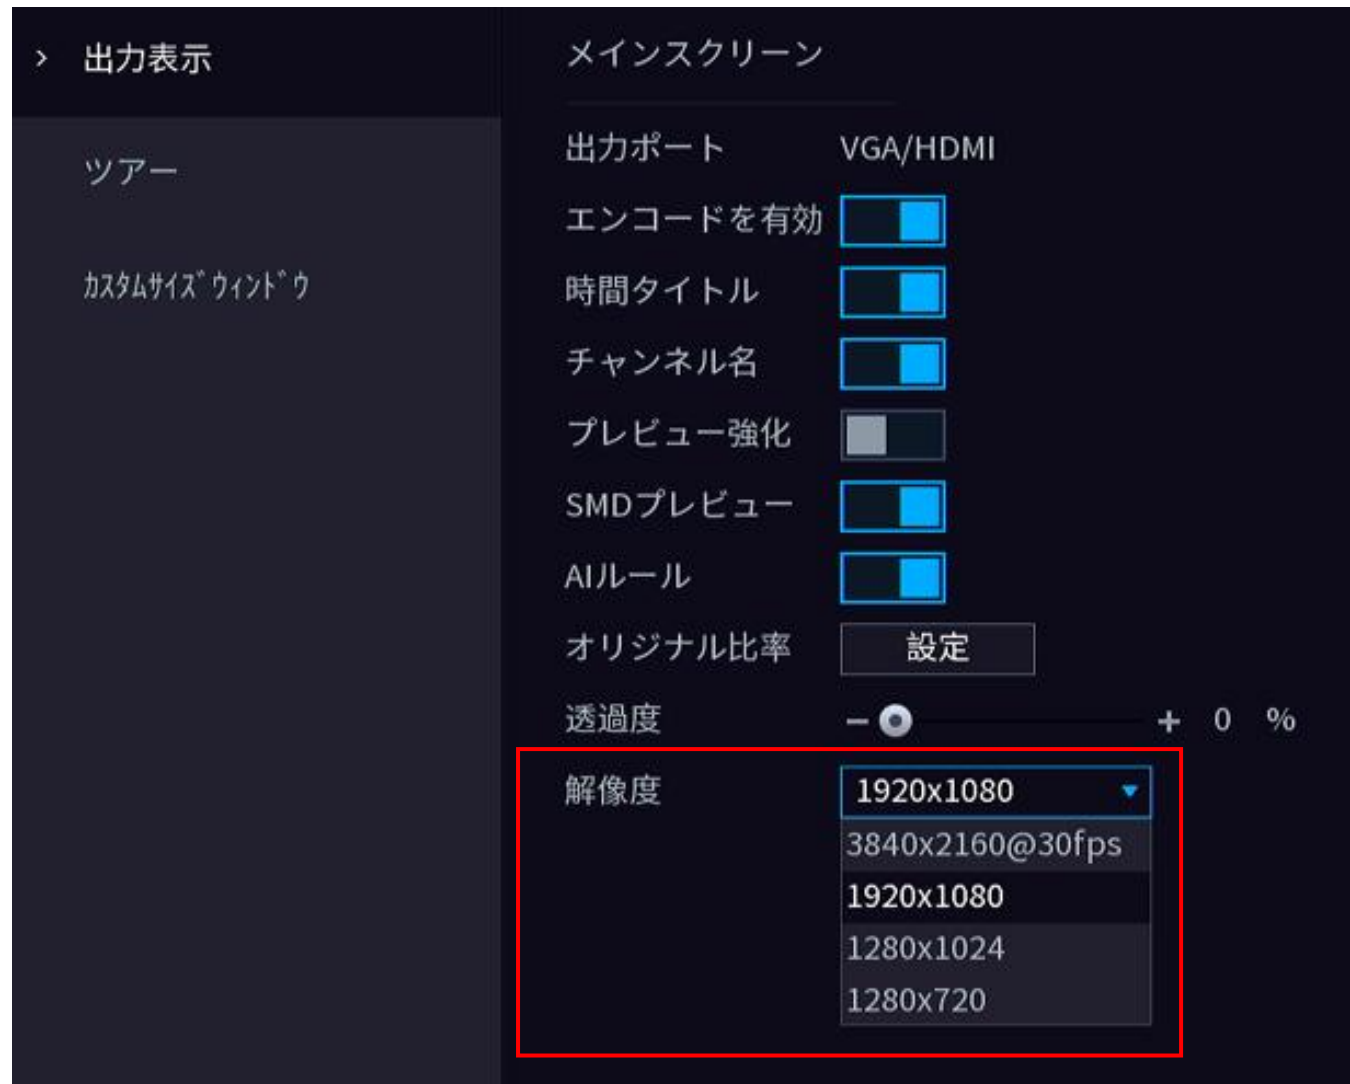 出力表示
ツアー
ｶｽﾀﾑｻｲｽﾞｳｨﾝﾄﾞｳ
メインスクリーン
出力ポート VGA/HDMI
エンコードを有効
時間タイトル
チャンネル名
プレビュー強化
SMDプレビュー
AIルール
オリジナル比率 設定
透過度 0 %
解像度 1920x1080
3840x2160@30fps
1920x1080
1280x1024
1280x720